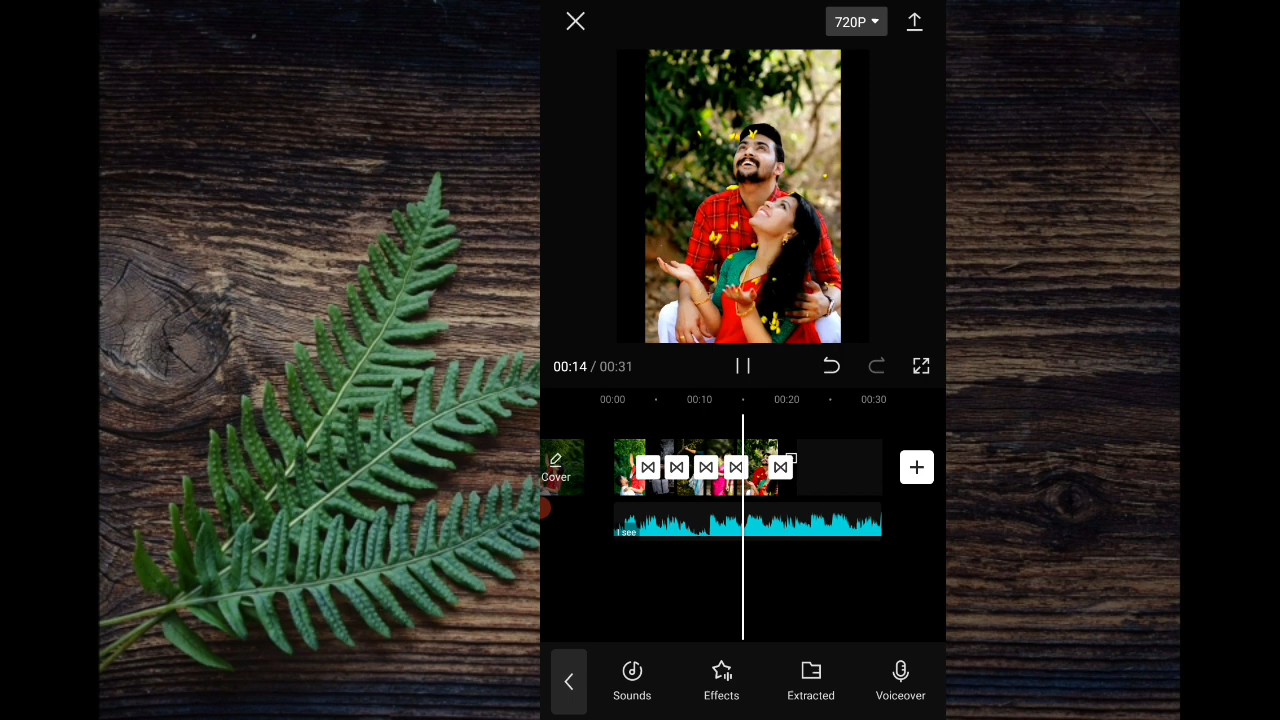 720P
00:14 / 00:31
00:00 00:10 00:20 00:30
Cover
I see
Sounds Effects Extracted Voiceover